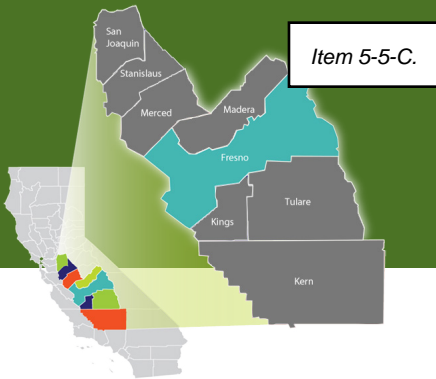 San
Joaquin
Item 5-5-C.
Stanislaus
Merced
Madera
Fresno
Tulare
Kings
Kern